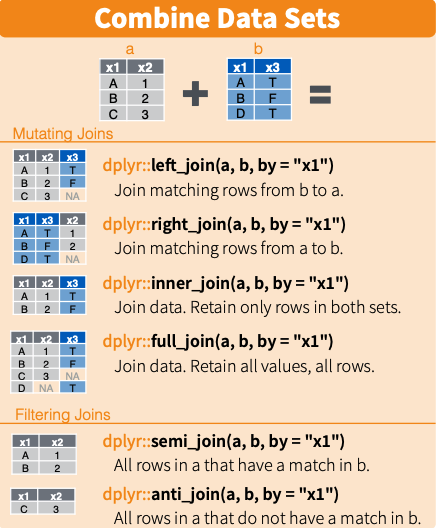 Combine Data Sets
a b
x1 x2 x1 x3
A 1 A T
B 2 + B F =
C 3 D T
Mutating Joins
x1 x2 x3
A 1 T
B 2 F
C 3 NA
dplyr::left_join(a, b, by = "x1")
Join matching rows from b to a.
x1 x3 x2
A T 1
B F 2
D T NA
dplyr::right_join(a, b, by = "x1")
Join matching rows from a to b.
x1 x2 x3
A 1 T
B 2 F
dplyr::inner_join(a, b, by = "x1")
Join data. Retain only rows in both sets.
x1 x2 x3
A 1 T
B 2 F
C 3 NA
D NA T
dplyr::full_join(a, b, by = "x1")
Join data. Retain all values, all rows.
Filtering Joins
x1 x2
A 1
B 2
dplyr::semi_join(a, b, by = "x1")
All rows in a that have a match in b.
x1 x2
C 3
dplyr::anti_join(a, b, by = "x1")
All rows in a that do not have a match in b.